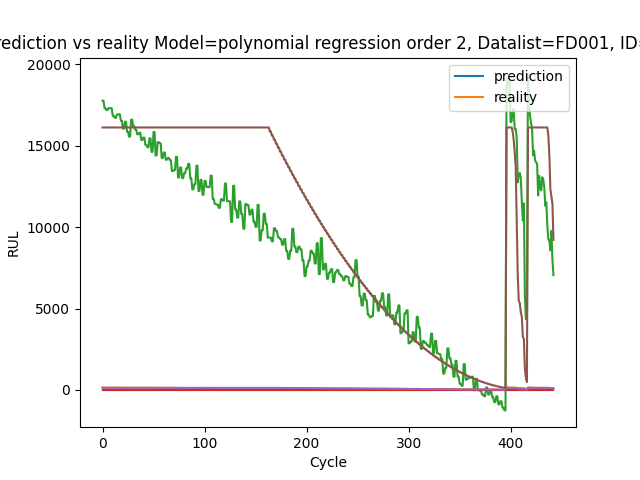 rediction vs reality Model=polynomial regression order 2, Datalist=FD001, ID=
20000
15000
10000
5000
0
RUL
0 100 200 300 400
Cycle
prediction
reality